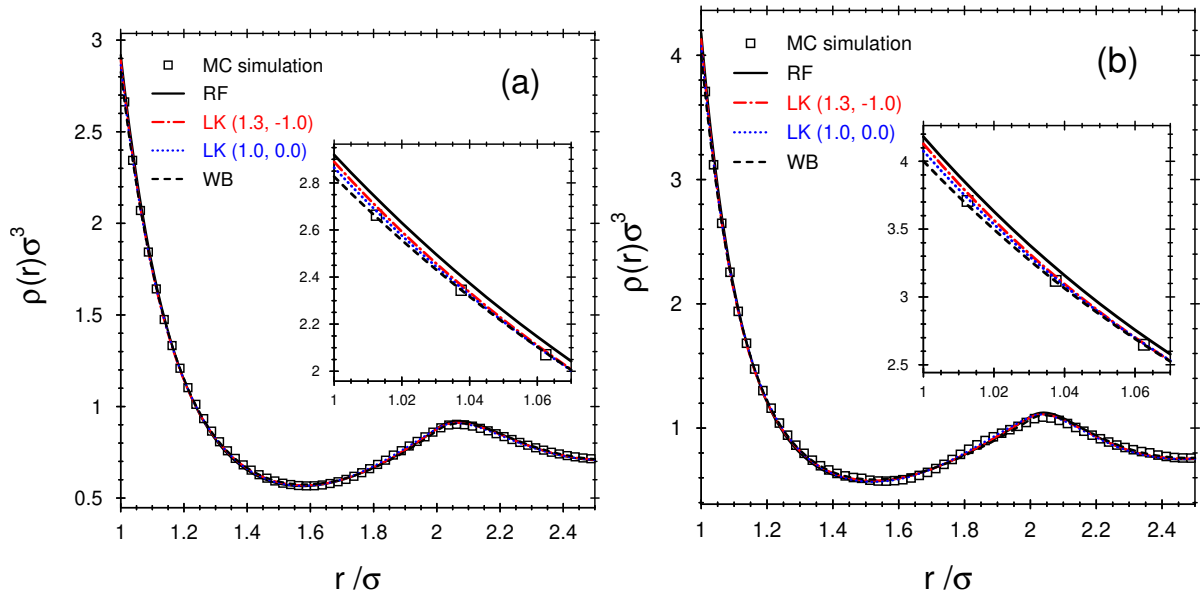 (a)
MC simulation
RF
LK (1.3, -1.0)
LK (1.0, 0.0)
WB
3
2.5
2
1.5
1
0.5
1
1.2
1.4
1.6
1.8
2
2.2
2.4
ρ(r)σ³
r /σ
2.8
2.6
2.4
2.2
2
1
1.02
1.04
1.06
(b)
MC simulation
RF
LK (1.3, -1.0)
LK (1.0, 0.0)
WB
4
3
2
1
1
1.2
1.4
1.6
1.8
2
2.2
2.4
ρ(r)σ³
r /σ
4
3.5
3
2.5
1
1.02
1.04
1.06